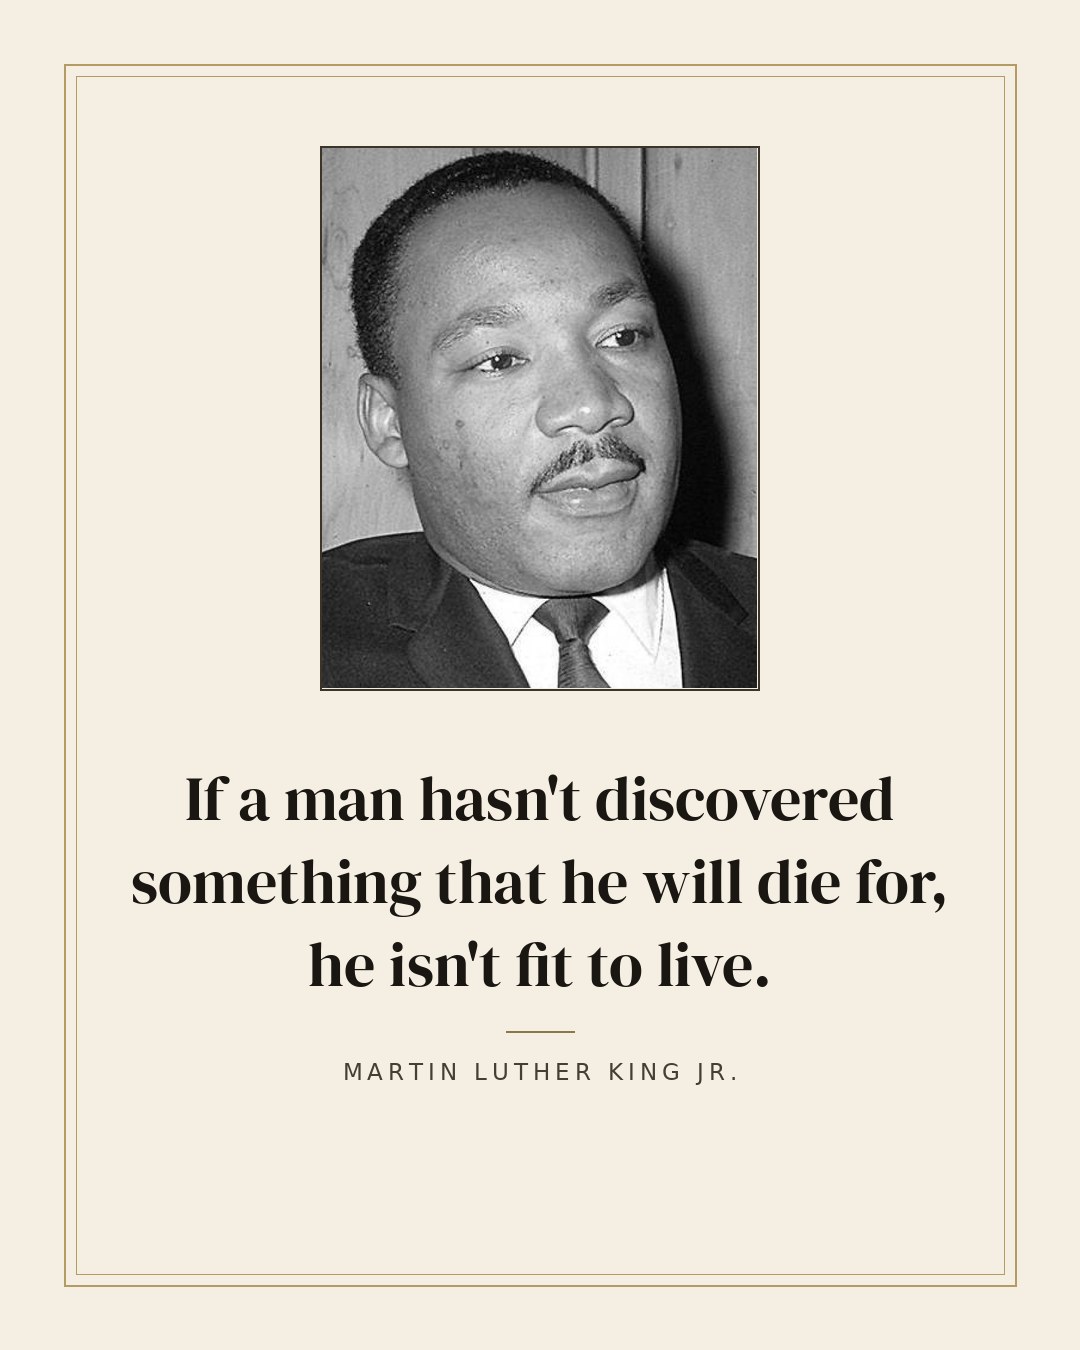 If a man hasn't discovered
something that he will die for,
he isn't fit to live.
MARTIN LUTHER KING JR.